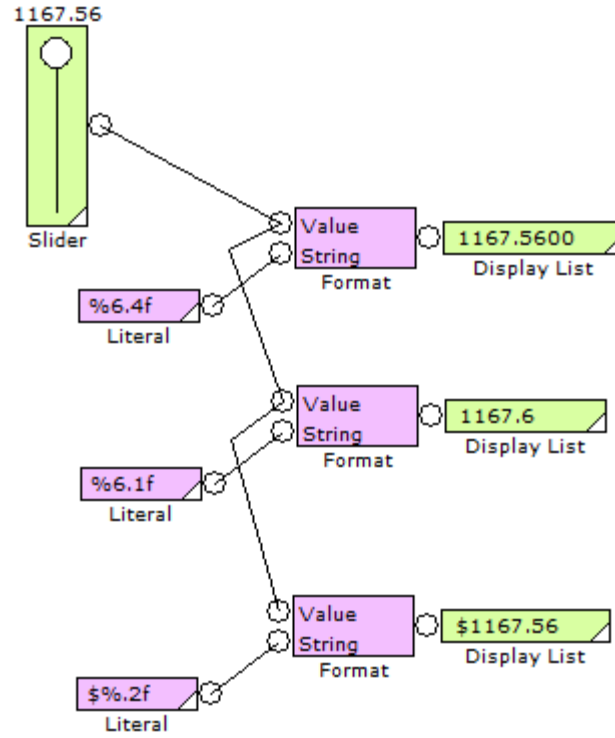 1167.56
Slider
Value
String
Format
1167.5600
Display List
%6.4f
Literal
Value
String
Format
1167.6
Display List
%6.1f
Literal
Value
String
Format
$1167.56
Display List
$%.2f
Literal